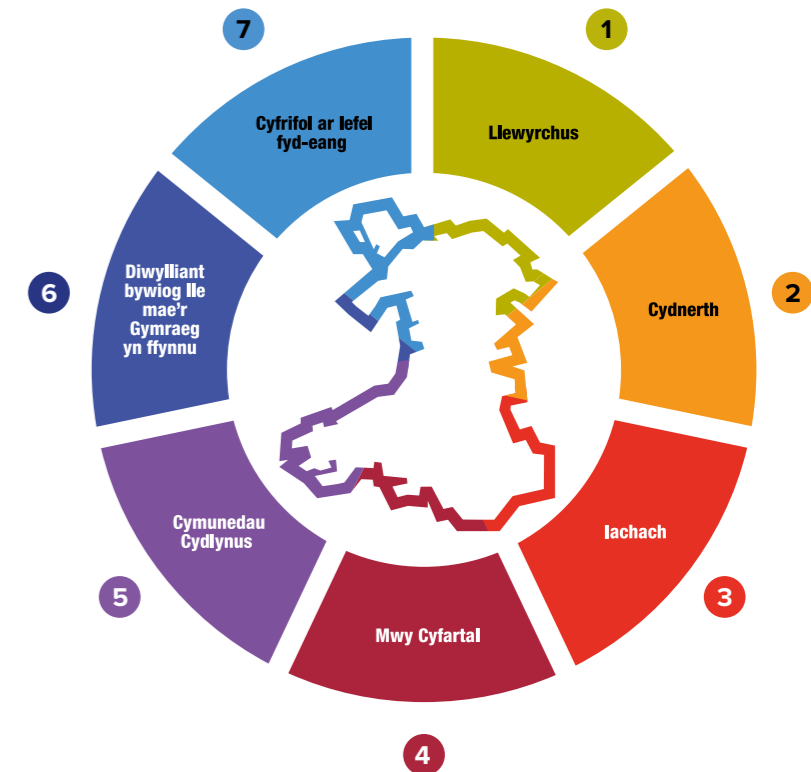 1
Llewyrchus
2
Cydnerth
3
Iachach
4
Mwy Cyfartal
5
Cymunedau
Cydlynus
6
Diwylliant
bywiog lle
mae'r
Gymraeg
yn ffynnu
7
Cyfrifol ar lefel
fyd-eang